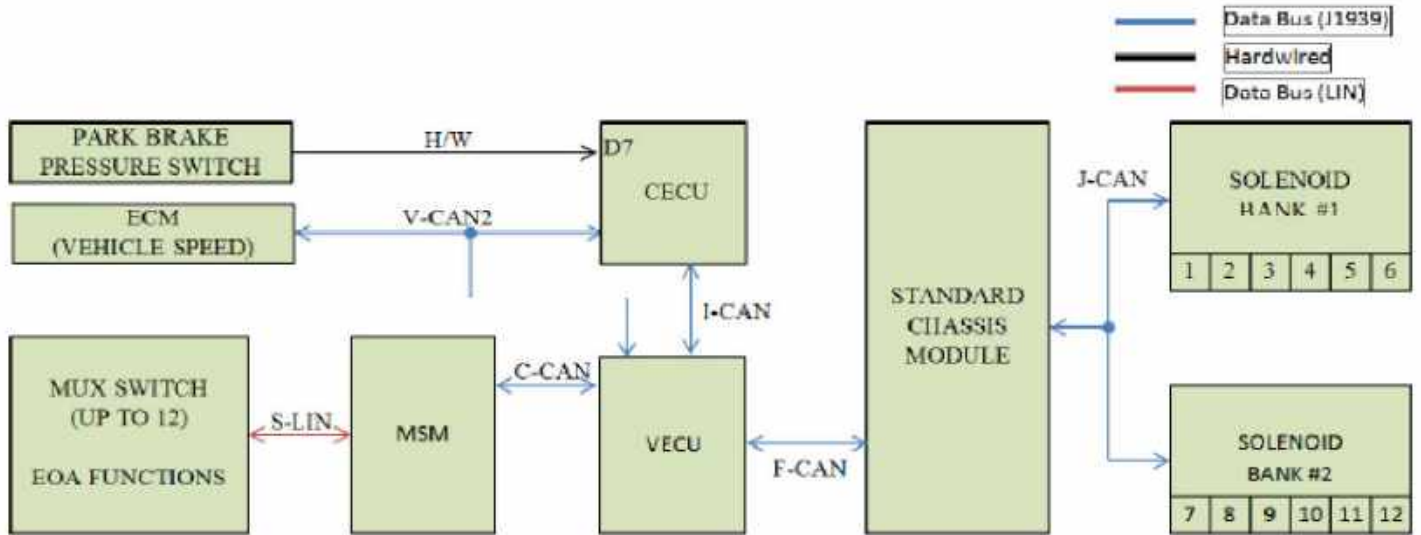 Data Bus (J1939)
Hardwired
Data Bus (LIN)
PARK BRAKE
PRESSURE SWITCH
H/W
D7
CECU
ECM
(VEHICLE SPEED)
V-CAN2
I-CAN
MUX SWITCH
(UP TO 12)
EOA FUNCTIONS
S-LIN
MSM
C-CAN
VECU
F-CAN
STANDARD
CHASSIS
MODULE
J-CAN
SOLENOID
BANK #1
1 2 3 4 5 6
SOLENOID
BANK #2
7 8 9 10 11 12